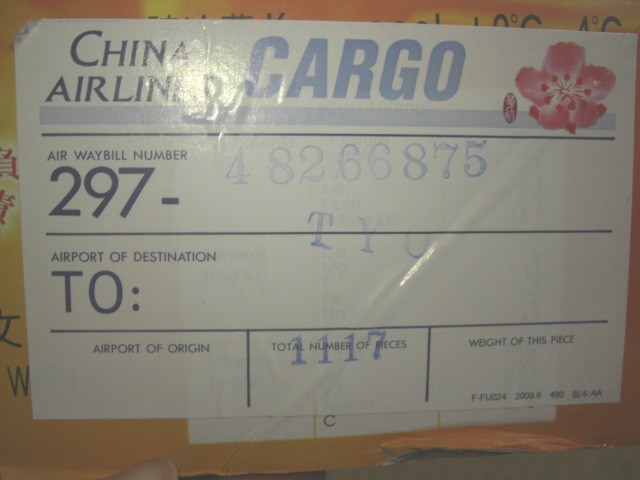 CHINA AIRLINES CARGO
AIR WAYBILL NUMBER
297- 48266875
TYO
AIRPORT OF DESTINATION
TO:
AIRPORT OF ORIGIN
TOTAL NUMBER OF PIECES
1117
WEIGHT OF THIS PIECE
F-FU024 2009.6 480
C